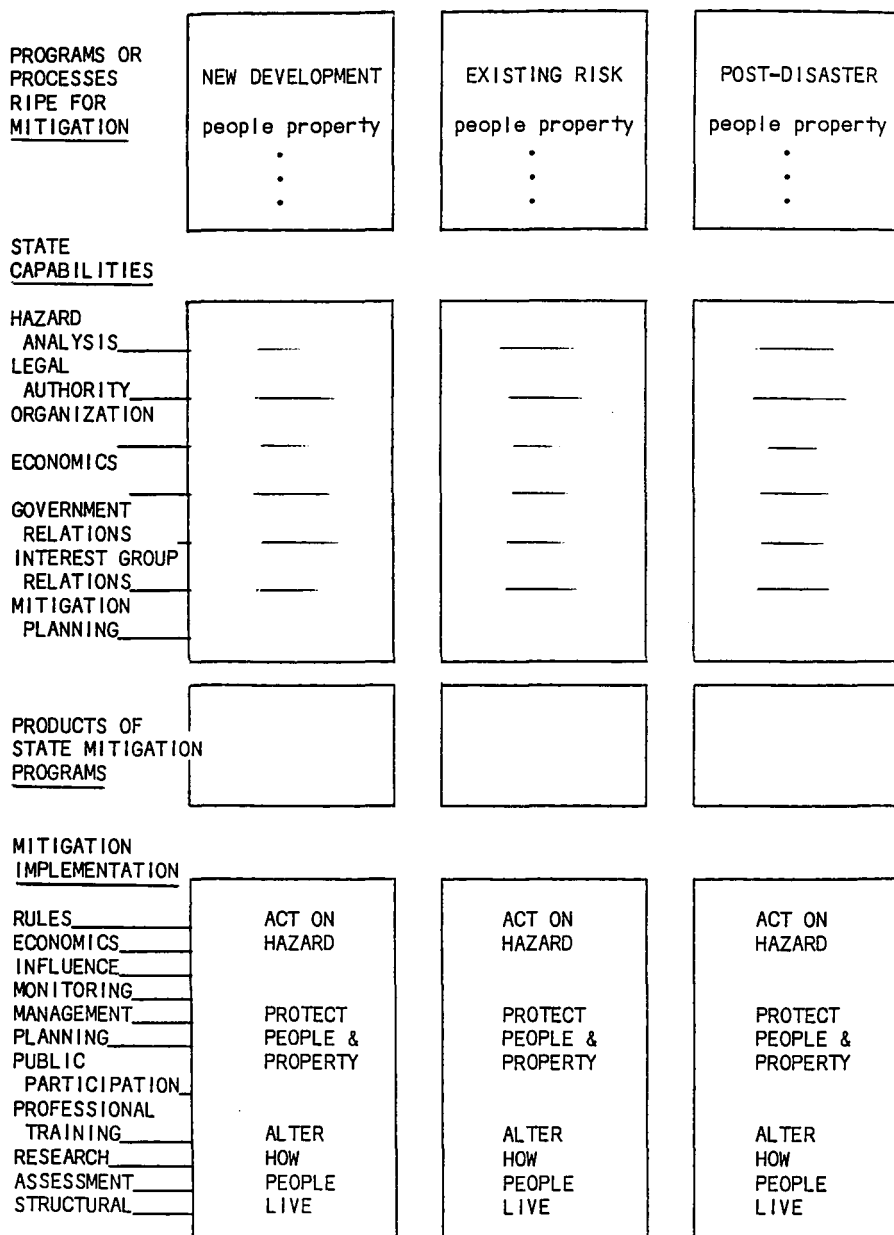 PROGRAMS OR
PROCESSES
RIPE FOR
MITIGATION
NEW DEVELOPMENT
people property
EXISTING RISK
people property
POST-DISASTER
people property
STATE
CAPABILITIES
HAZARD
ANALYSIS
LEGAL
AUTHORITY
ORGANIZATION
ECONOMICS
GOVERNMENT
RELATIONS
INTEREST GROUP
RELATIONS
MITIGATION
PLANNING
PRODUCTS OF
STATE MITIGATION
PROGRAMS
MITIGATION
IMPLEMENTATION
RULES
ECONOMICS
INFLUENCE
MONITORING
MANAGEMENT
PLANNING
PUBLIC
PARTICIPATION
PROFESSIONAL
TRAINING
RESEARCH
ASSESSMENT
STRUCTURAL
ACT ON
HAZARD
PROTECT
PEOPLE &
PROPERTY
ALTER
HOW
PEOPLE
LIVE
ACT ON
HAZARD
PROTECT
PEOPLE &
PROPERTY
ALTER
HOW
PEOPLE
LIVE
ACT ON
HAZARD
PROTECT
PEOPLE &
PROPERTY
ALTER
HOW
PEOPLE
LIVE